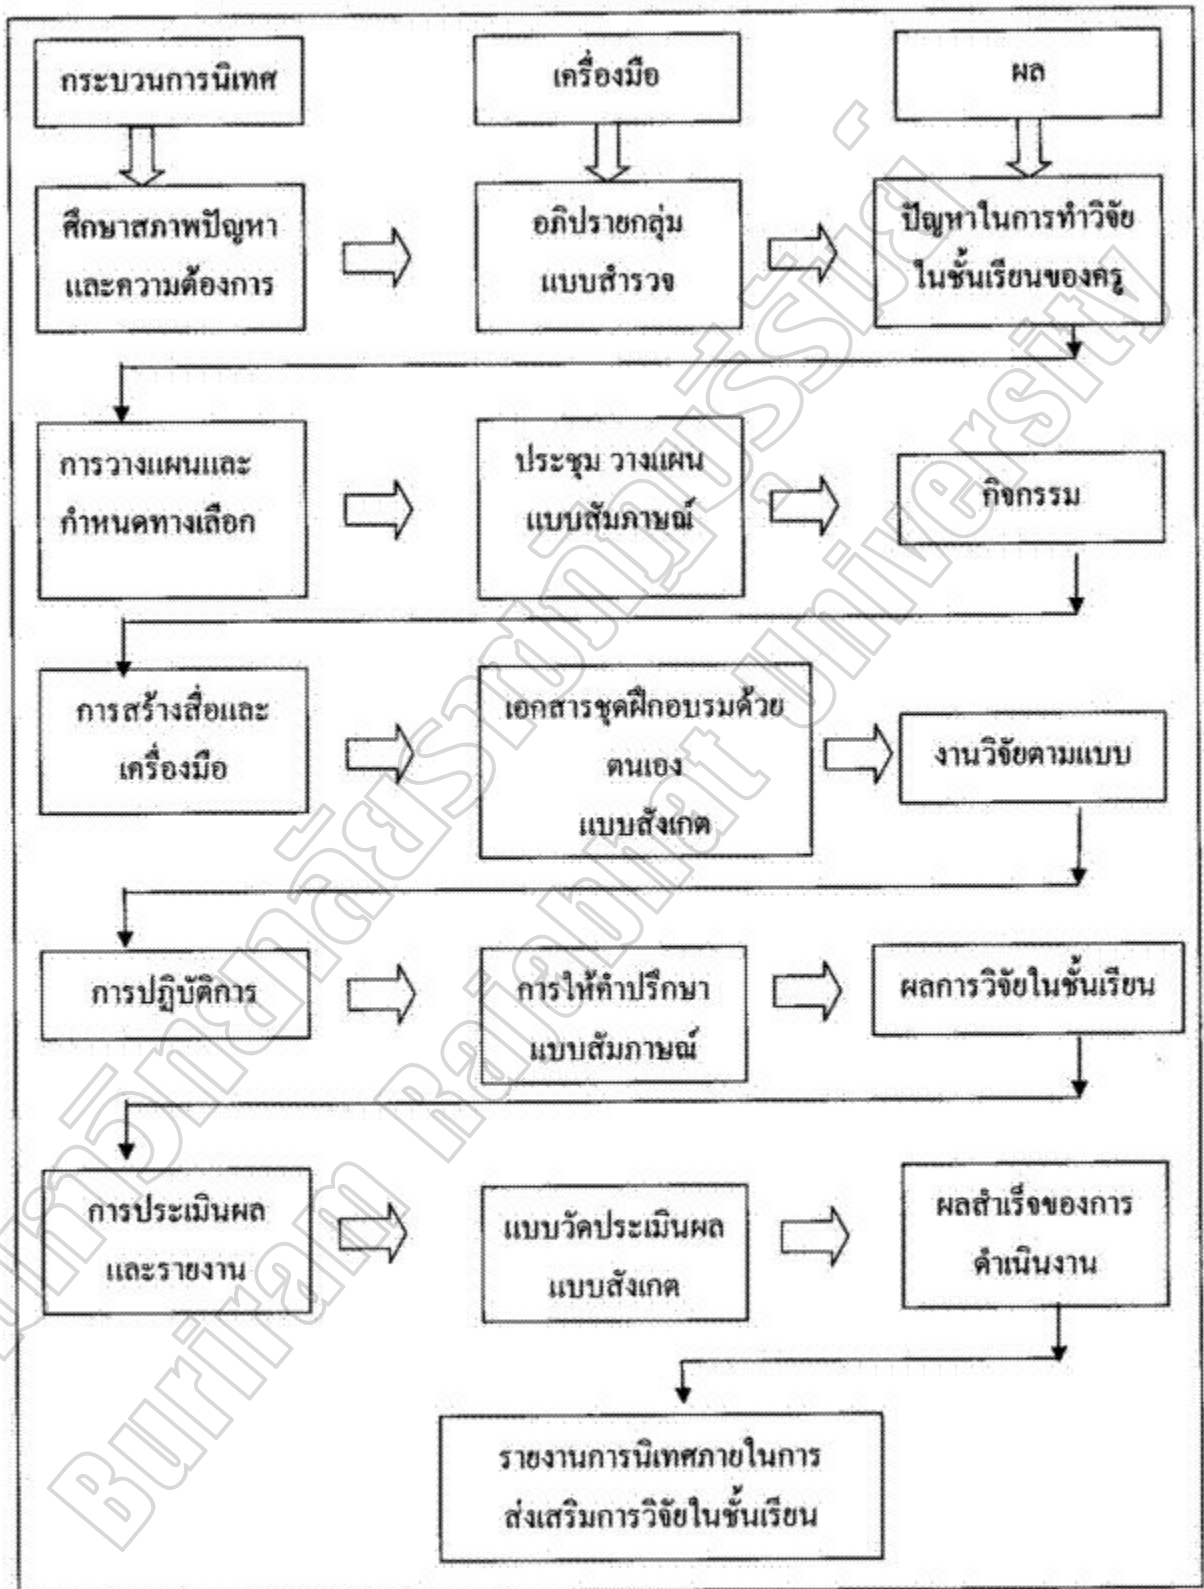 กระบวนการนิเทศ
เครื่องมือ
ผล
ศึกษาสภาพปัญหา
และความต้องการ
อภิปรายกลุ่ม
แบบสำรวจ
ปัญหาในการทำวิจัย
ในชั้นเรียนของครู
การวางแผนและ
กำหนดทางเลือก
ประชุม วางแผน
แบบสัมภาษณ์
กิจกรรม
การสร้างสื่อและ
เครื่องมือ
เอกสารชุดฝึกอบรมด้วย
ตนเอง
แบบสังเกต
งานวิจัยตามแบบ
การปฏิบัติการ
การให้คำปรึกษา
แบบสัมภาษณ์
ผลการวิจัยในชั้นเรียน
การประเมินผล
และรายงาน
แบบวัดประเมินผล
แบบสังเกต
ผลสำเร็จของการ
ดำเนินงาน
รายงานการนิเทศภายในการ
ส่งเสริมการวิจัยในชั้นเรียน
Buriram Rajabhat University